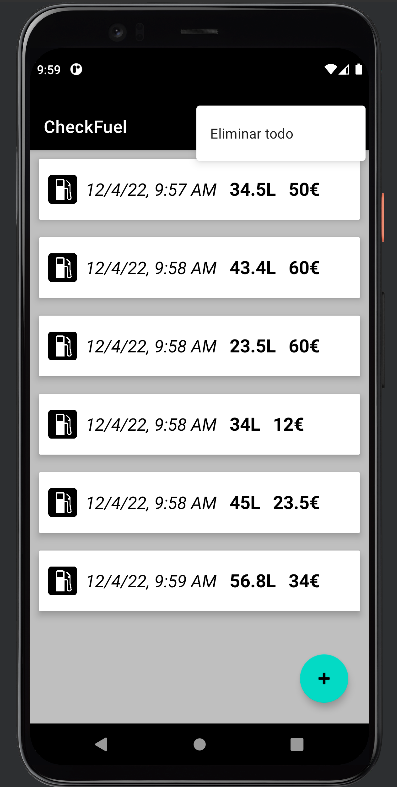 9:59
CheckFuel
Eliminar todo
12/4/22, 9:57 AM 34.5L 50€
12/4/22, 9:58 AM 43.4L 60€
12/4/22, 9:58 AM 23.5L 60€
12/4/22, 9:58 AM 34L 12€
12/4/22, 9:58 AM 45L 23.5€
12/4/22, 9:59 AM 56.8L 34€
+